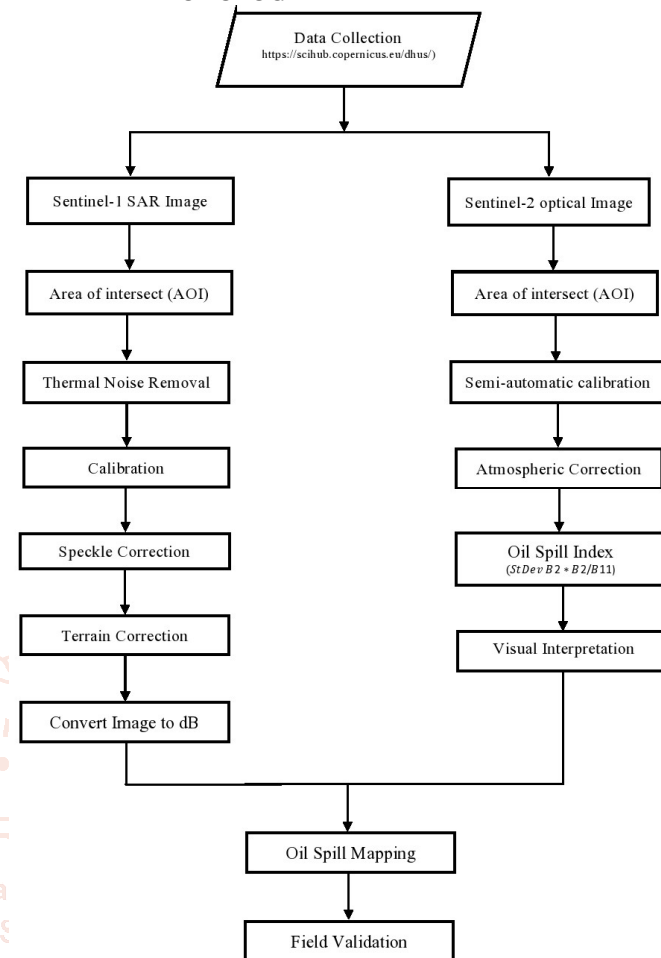 Data Collection
https://scihub.copernicus.eu/dhus/)
Sentinel-1 SAR Image
Area of intersect (AOI)
Thermal Noise Removal
Calibration
Speckle Correction
Terrain Correction
Convert Image to dB
Sentinel-2 optical Image
Area of intersect (AOI)
Semi-automatic calibration
Atmospheric Correction
Oil Spill Index
(StDev B2 * B2/B11)
Visual Interpretation
Oil Spill Mapping
Field Validation